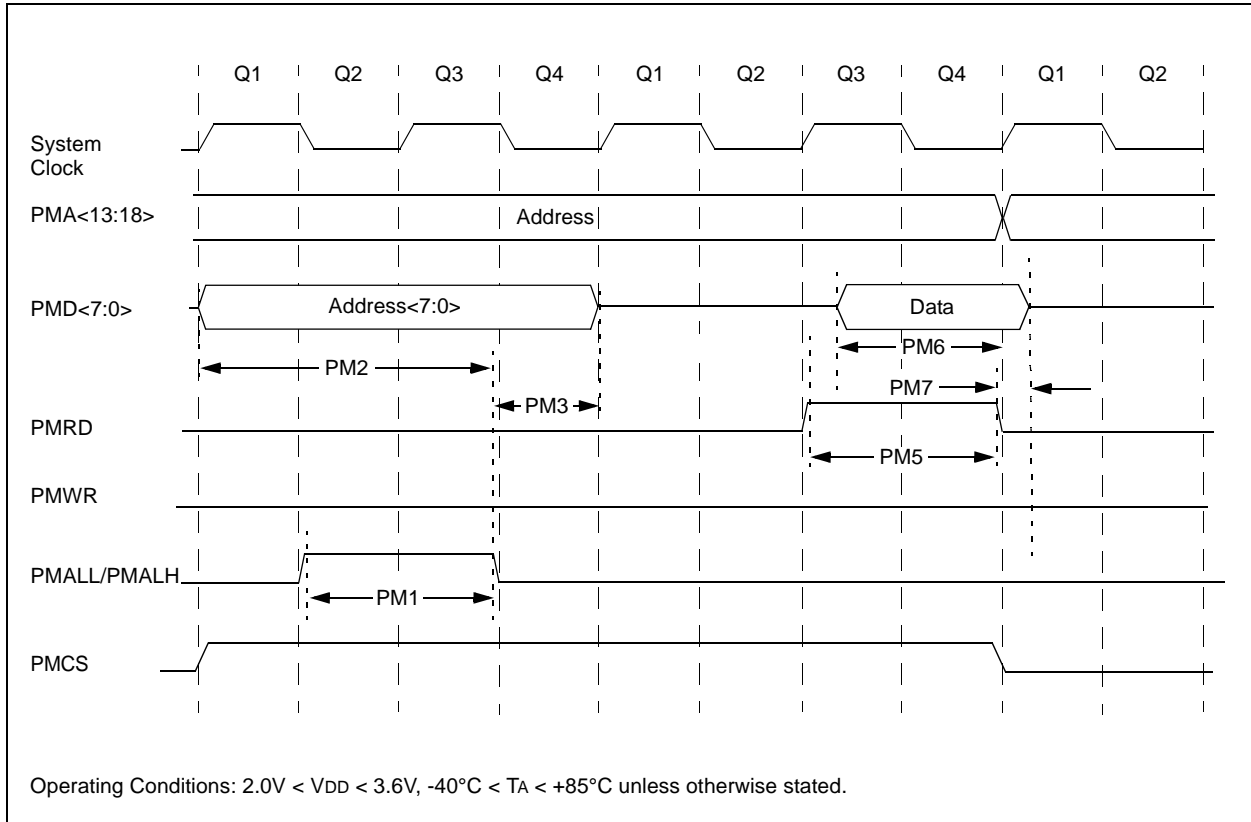 Q1 Q2 Q3 Q4 Q1 Q2 Q3 Q4 Q1 Q2
System
Clock
PMA<13:18>
Address
PMD<7:0>
Address<7:0>
Data
PM2
PM6
PM3
PM7
PMRD
PM5
PMWR
PMALL/PMALH
PM1
PMCS
Operating Conditions: 2.0V < VDD < 3.6V, -40°C < TA < +85°C unless otherwise stated.